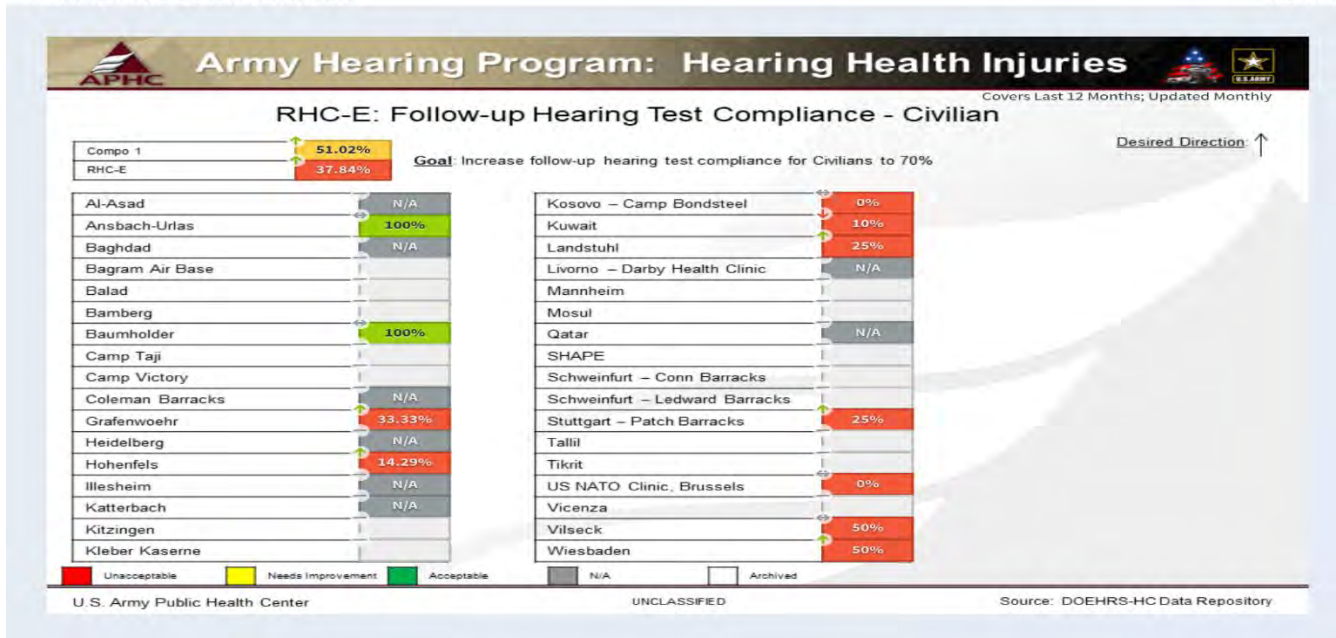 APHC
Army Hearing Program: Hearing Health Injuries
U.S.ARMY
Covers Last 12 Months; Updated Monthly
RHC-E: Follow-up Hearing Test Compliance - Civilian
Desired Direction: ↑
Compo 1 51.02%
RHC-E 37.84%
Goal: Increase follow-up hearing test compliance for Civilians to 70%
Al-Asad N/A
Ansbach-Urlas 100%
Baghdad N/A
Bagram Air Base
Balad
Bamberg
Baumholder 100%
Camp Taji
Camp Victory
Coleman Barracks N/A
Grafenwoehr 33.33%
Heidelberg N/A
Hohenfels 14.29%
Illesheim N/A
Katterbach N/A
Kitzingen
Kleber Kaserne
Kosovo – Camp Bondsteel 0%
Kuwait 10%
Landstuhl 25%
Livorno – Darby Health Clinic N/A
Mannheim
Mosul
Qatar N/A
SHAPE
Schweinfurt – Conn Barracks
Schweinfurt – Ledward Barracks
Stuttgart – Patch Barracks 25%
Tallil
Tikrit
US NATO Clinic, Brussels 0%
Vicenza
Vilseck 50%
Wiesbaden 50%
Unacceptable Needs Improvement Acceptable N/A Archived
U.S. Army Public Health Center UNCLASSIFIED Source: DOEHRS-HC Data Repository